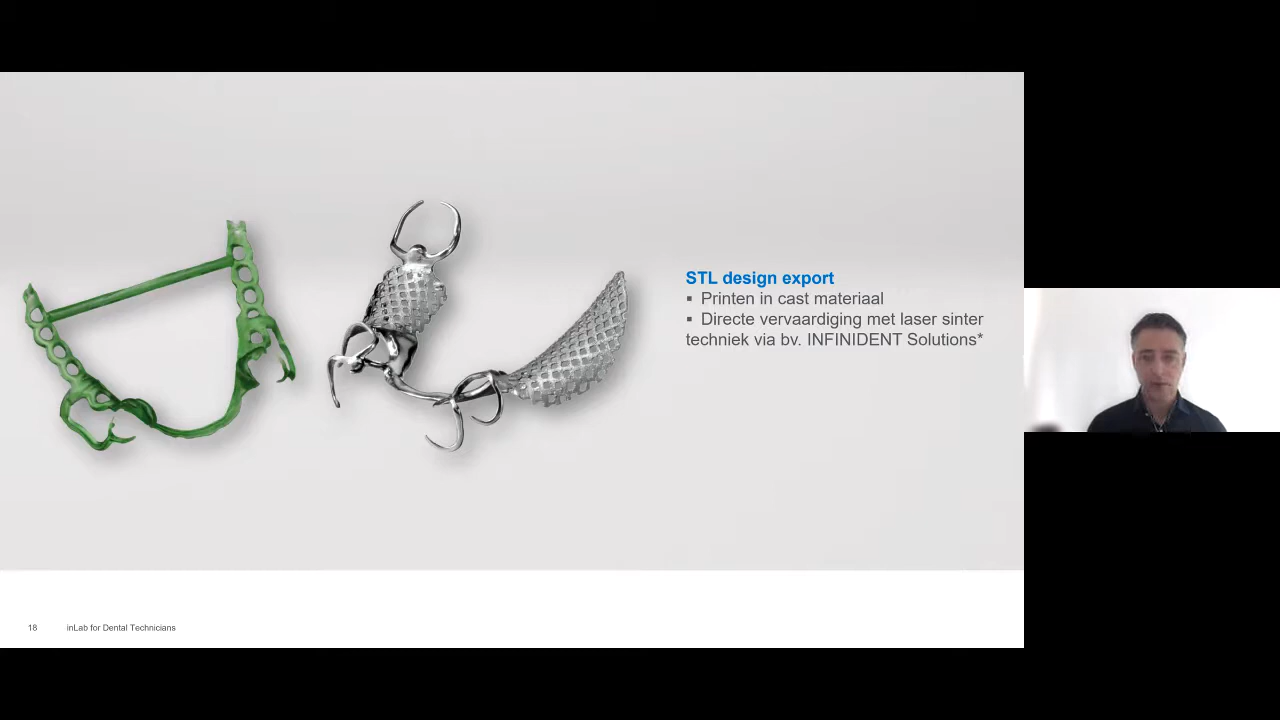 STL design export
▪ Printen in cast materiaal
▪ Directe vervaardiging met laser sinter
techniek via bv. INFINIDENT Solutions*
18 inLab for Dental Technicians